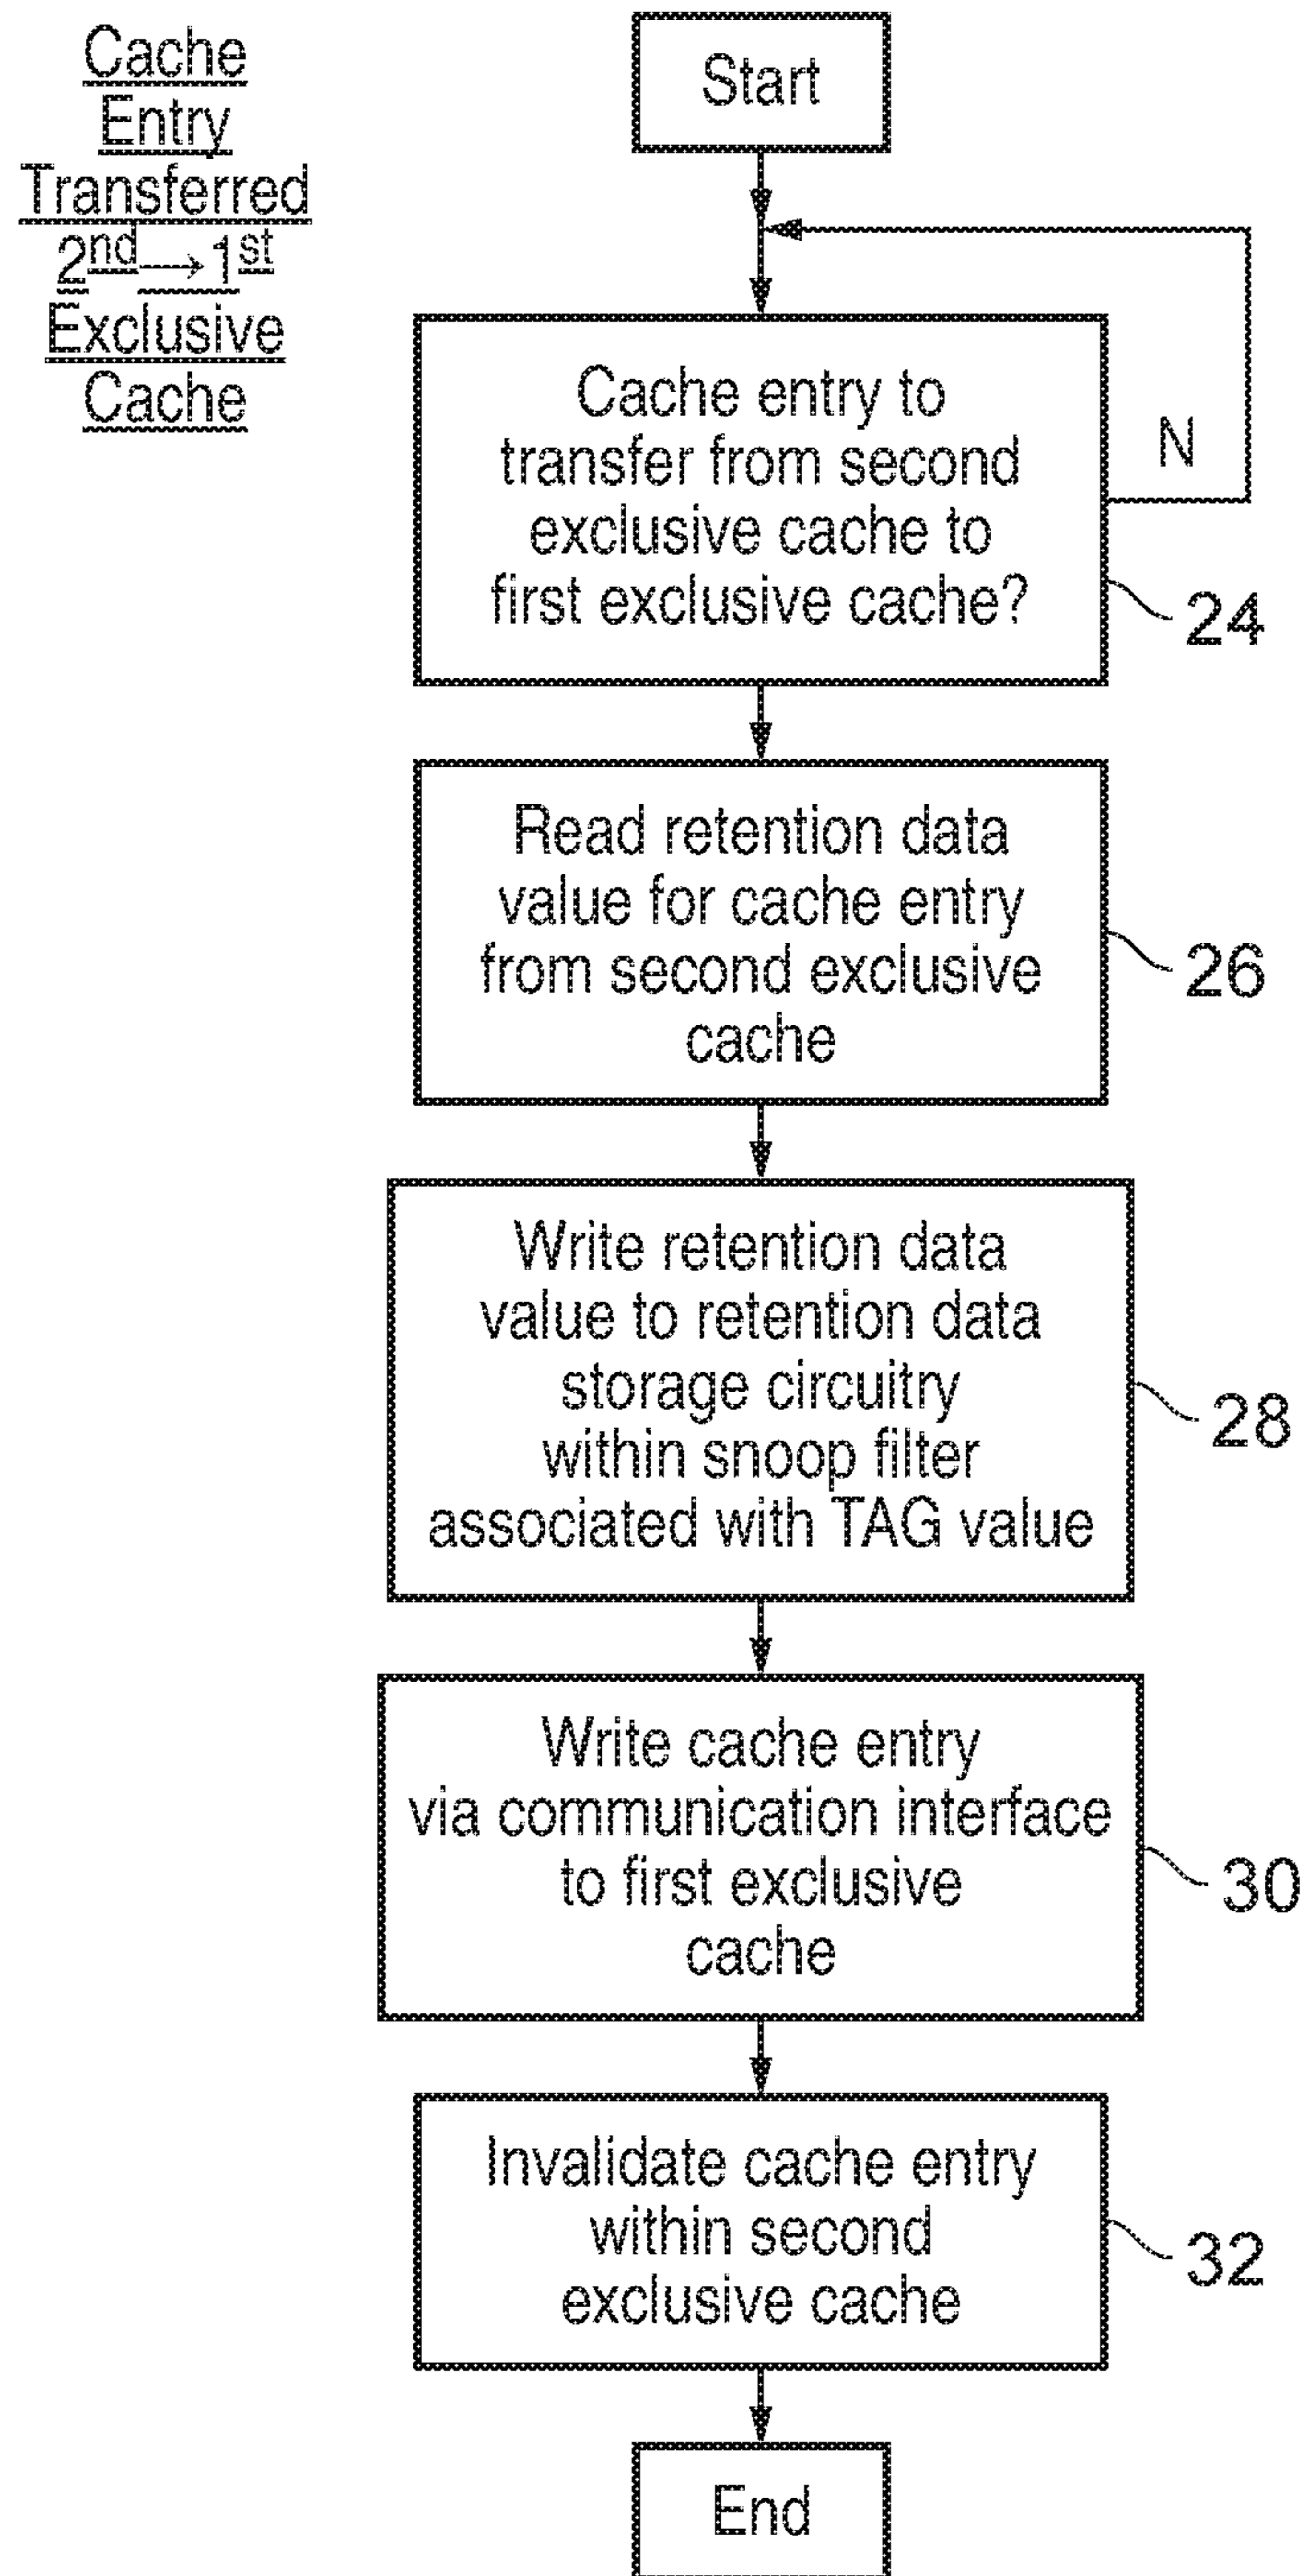 Cache
Entry
Transferred
2nd→1st
Exclusive
Cache
Start
Cache entry to
transfer from second
exclusive cache to
first exclusive cache?
N
24
Read retention data
value for cache entry
from second exclusive
cache
26
Write retention data
value to retention data
storage circuitry
within snoop filter
associated with TAG value
28
Write cache entry
via communication interface
to first exclusive
cache
30
Invalidate cache entry
within second
exclusive cache
32
End